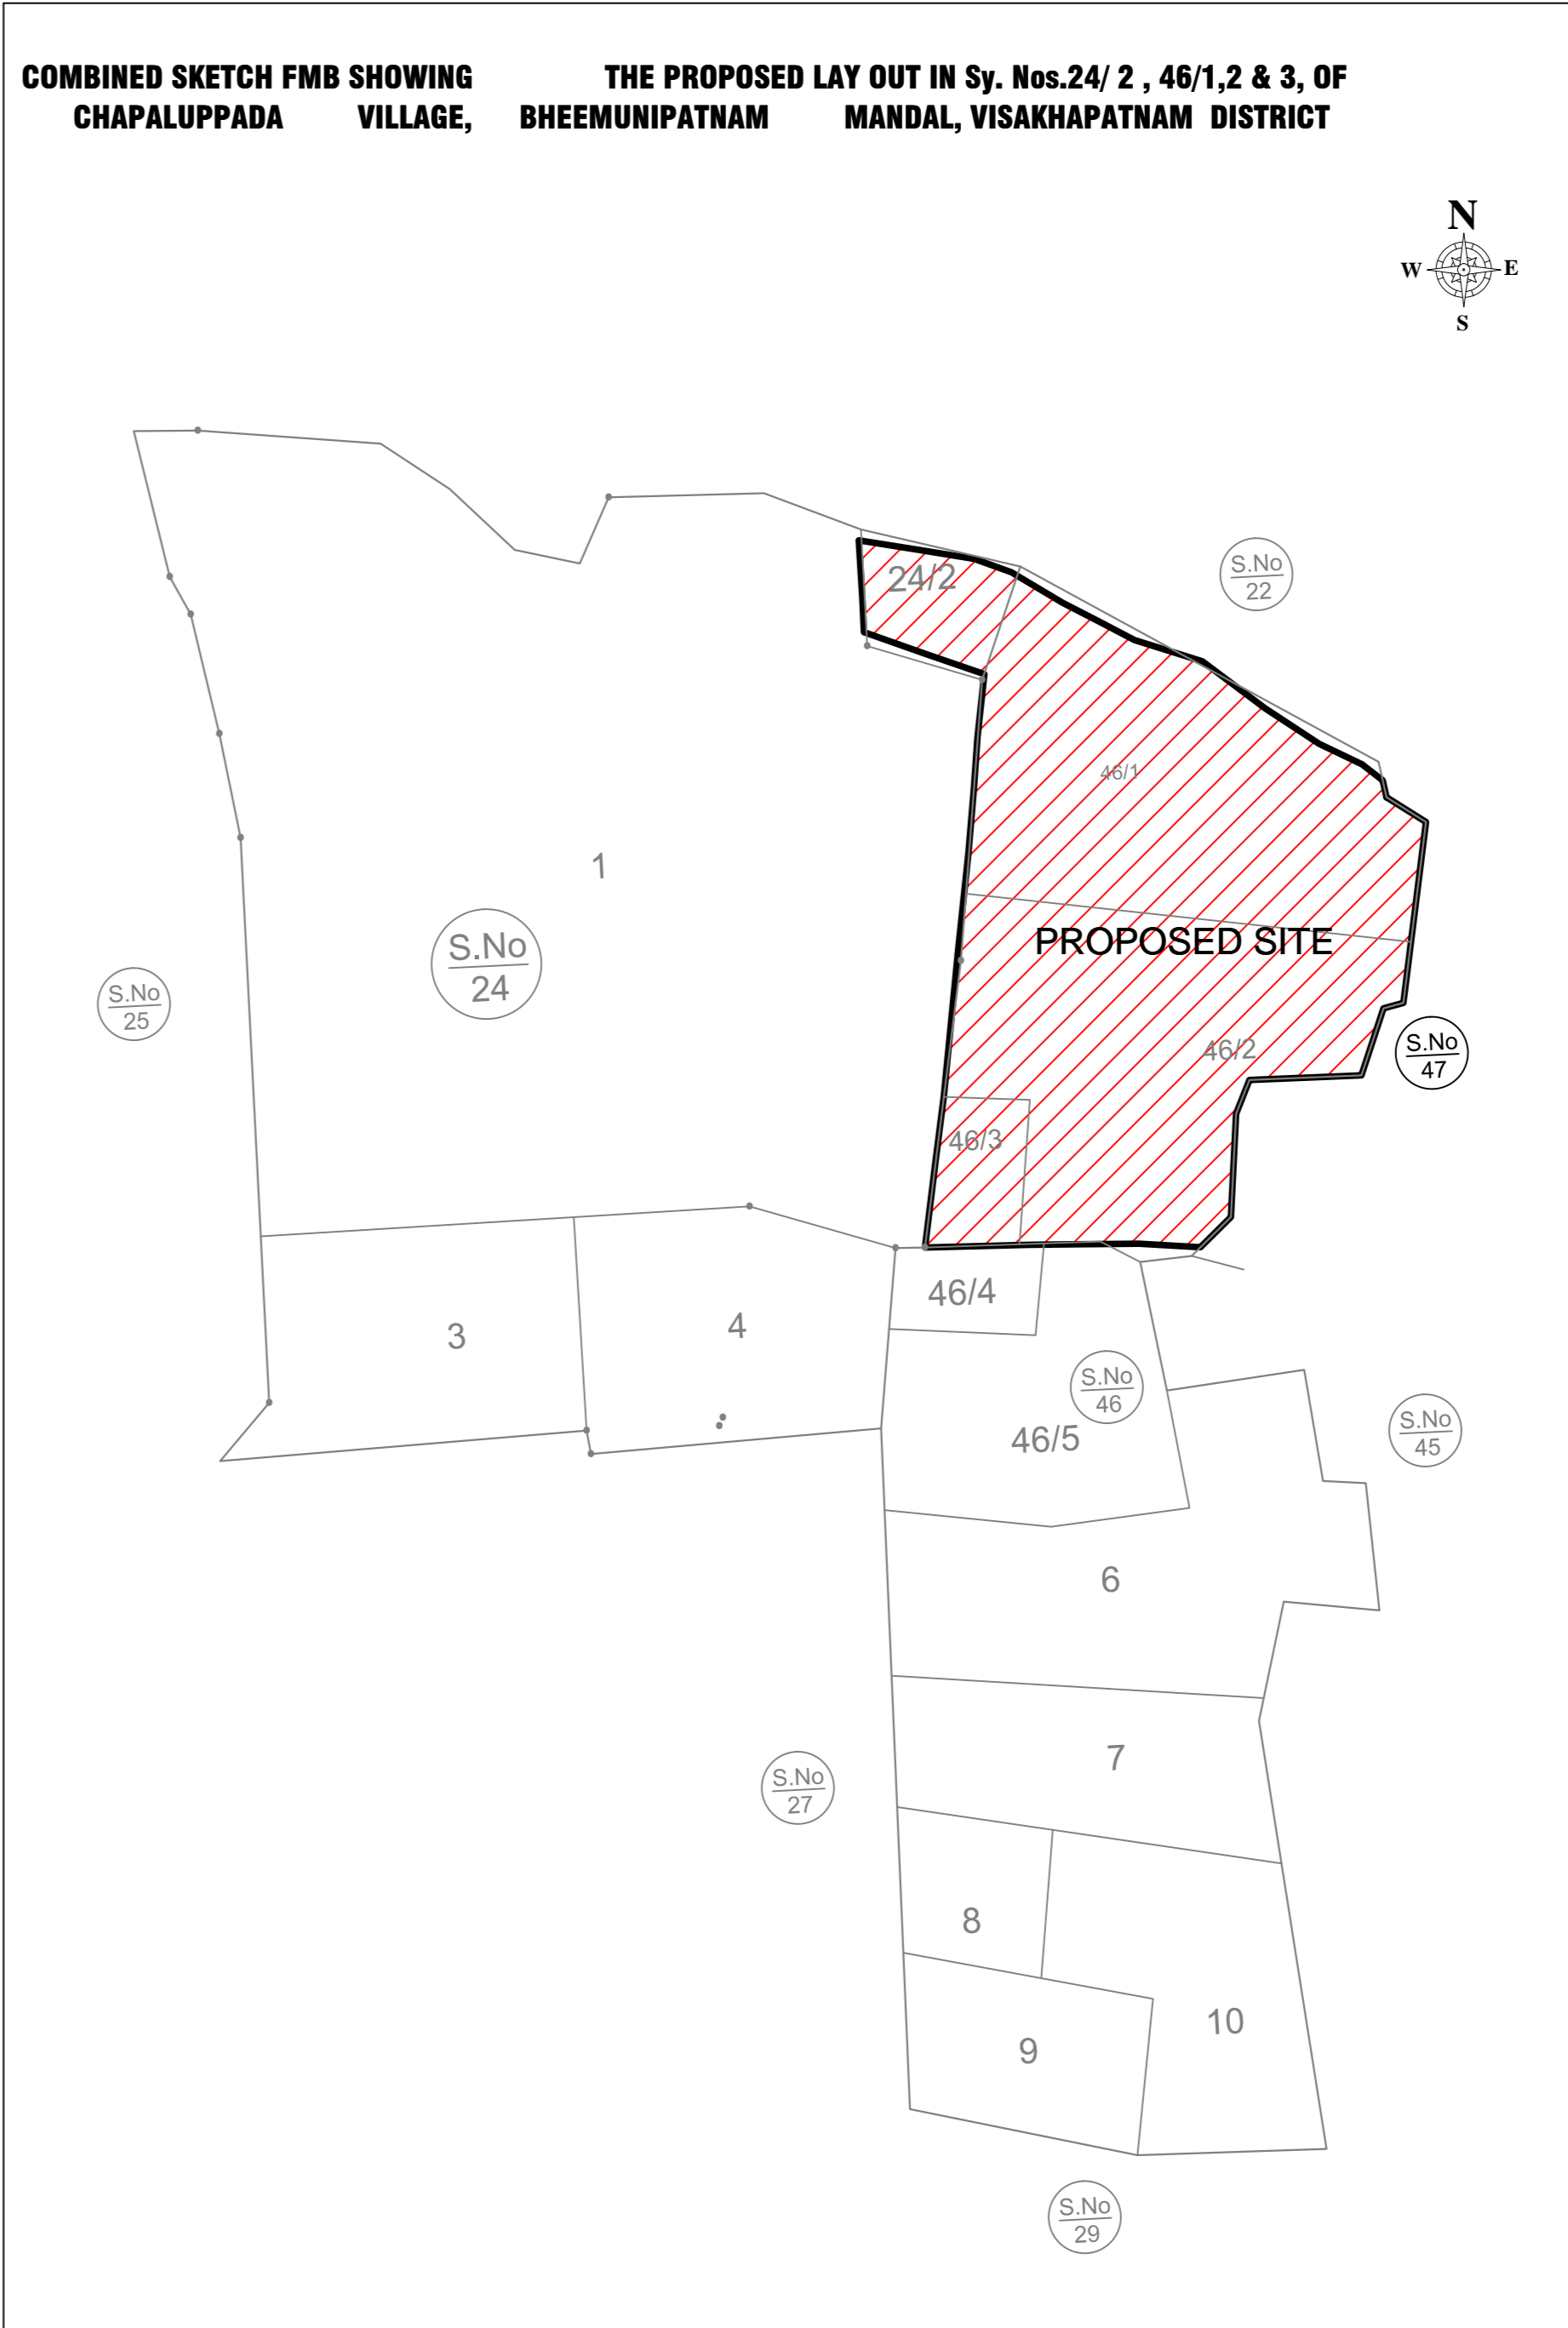 COMBINED SKETCH FMB SHOWING THE PROPOSED LAY OUT IN Sy. Nos.24/ 2 , 46/1,2 & 3, OF
CHAPALUPPADA VILLAGE, BHEEMUNIPATNAM MANDAL, VISAKHAPATNAM DISTRICT
N
W E
S
24/2
S.No
22
46/1
1
PROPOSED SITE
S.No
24
S.No
25
46/2
S.No
47
46/3
46/4
3
4
S.No
46
46/5
S.No
45
6
7
S.No
27
8
10
9
S.No
29